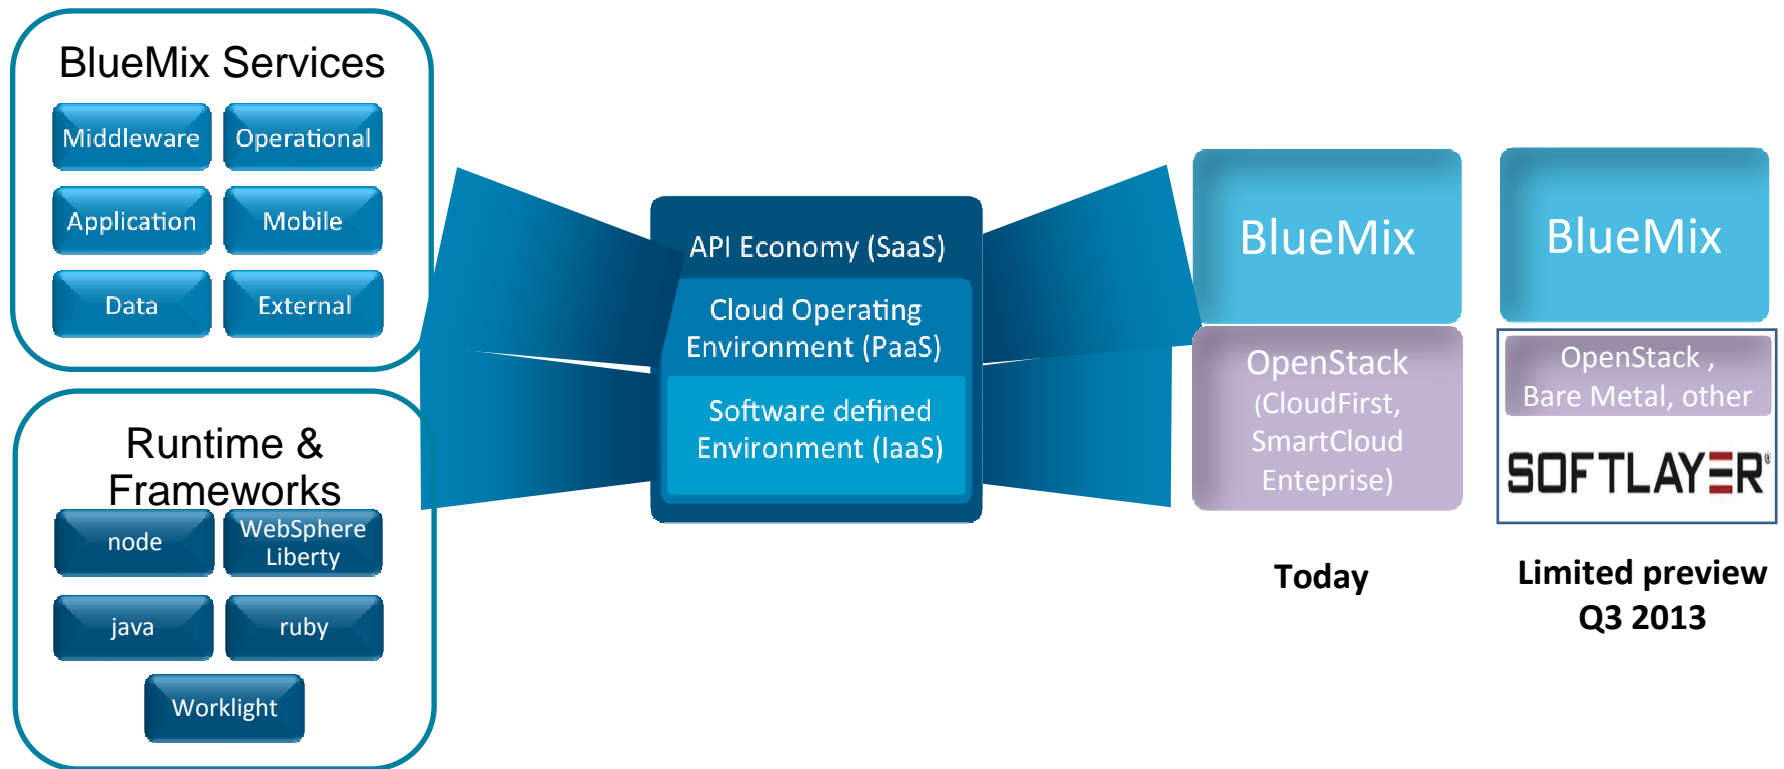 BlueMix Services
Middleware
Operational
Application
Mobile
Data
External
Runtime &
Frameworks
node
WebSphere
Liberty
java
ruby
Worklight
API Economy (SaaS)
Cloud Operating
Environment (PaaS)
Software defined
Environment (IaaS)
BlueMix
OpenStack
(CloudFirst,
SmartCloud
Enteprise)
Today
BlueMix
OpenStack ,
Bare Metal, other
SOFTLAYER®
Limited preview
Q3 2013